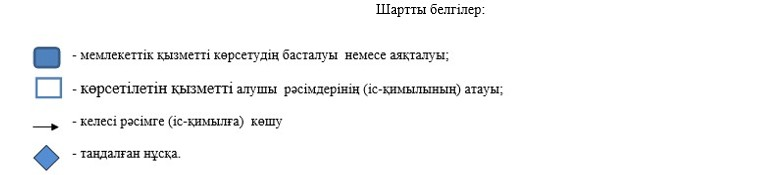 Шартты белгілер:
- мемлекеттік қызметті көрсетудің басталуы немесе аяқталуы;
- көрсетілетін қызметті алушы рәсімдерінің (іс-қимылының) атауы;
- келесі рәсімге (іс-қимылға) көшу
- таңдалған нұсқа.